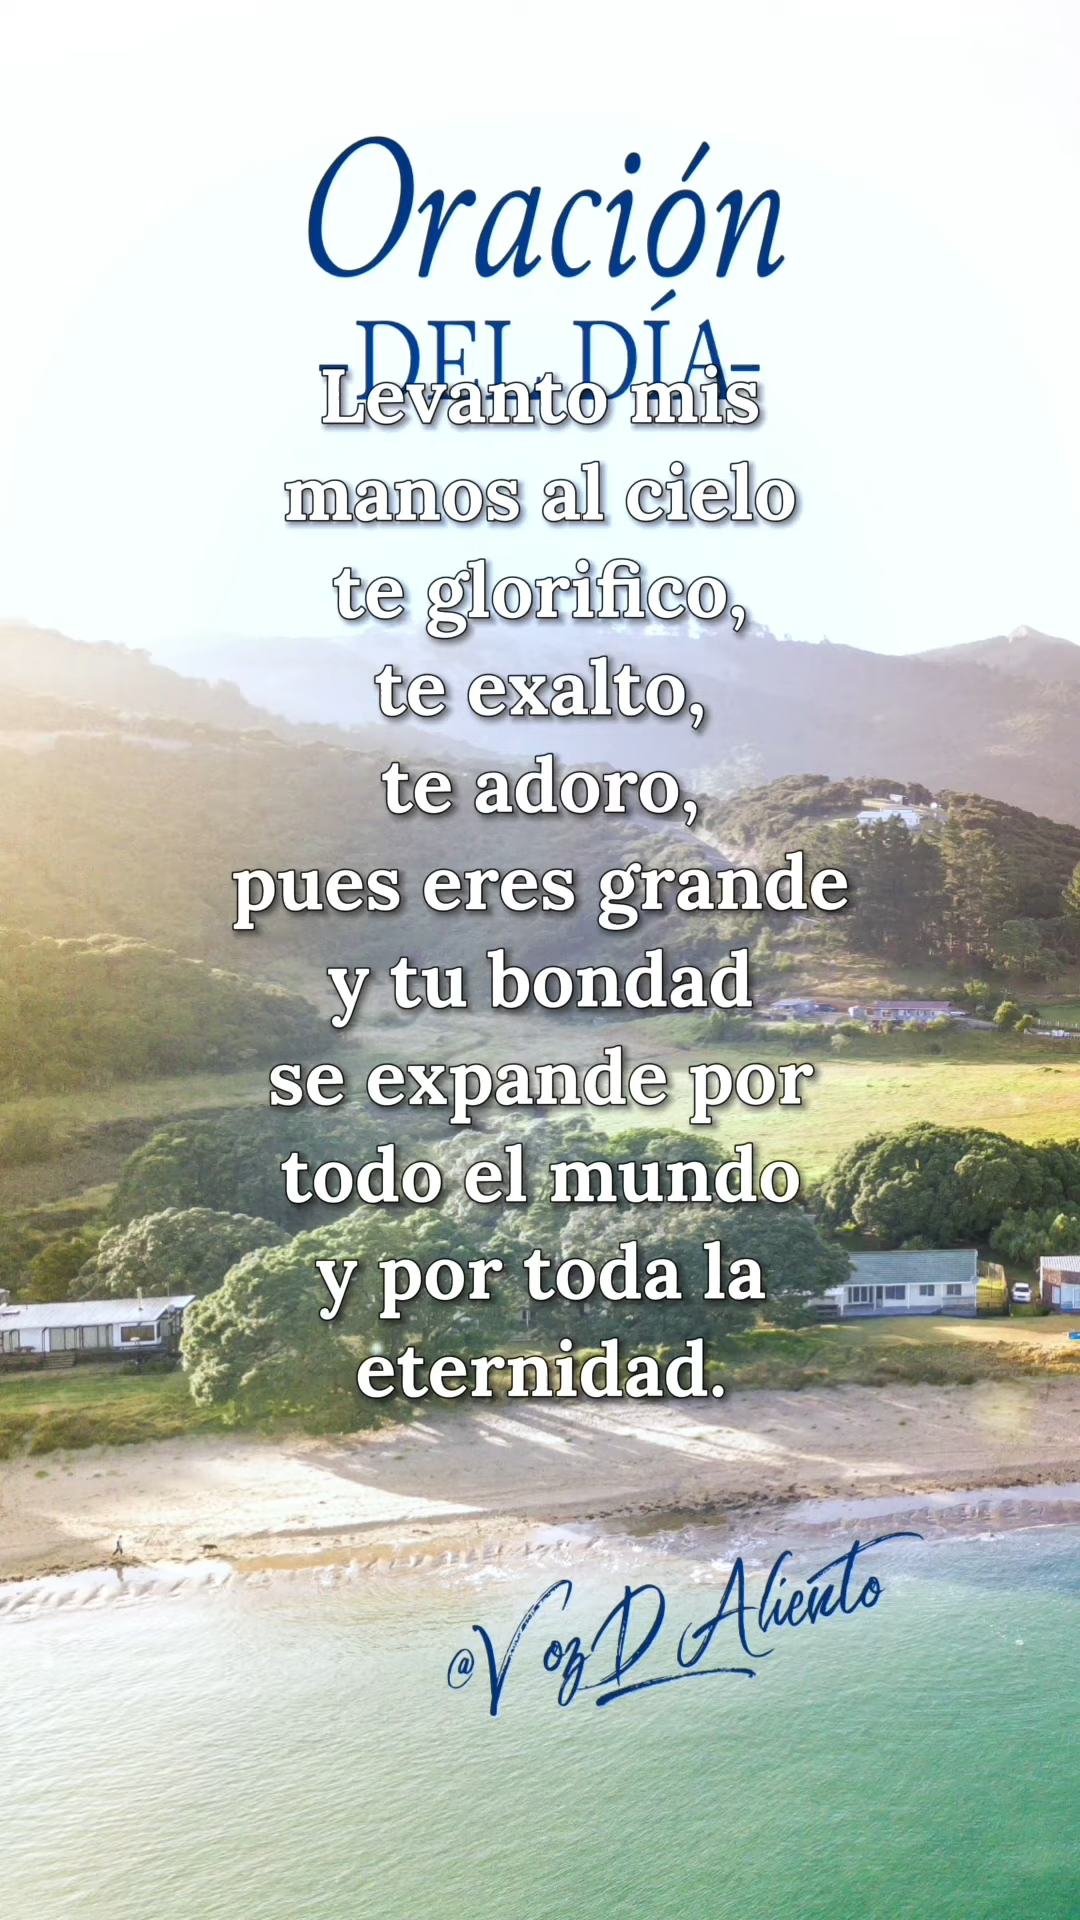 Oración
-DEL DÍA-
Levanto mis
manos al cielo
te glorifico,
te exalto,
te adoro,
pues eres grande
y tu bondad
se expande por
todo el mundo
y por toda la
eternidad.
@VozDAliento